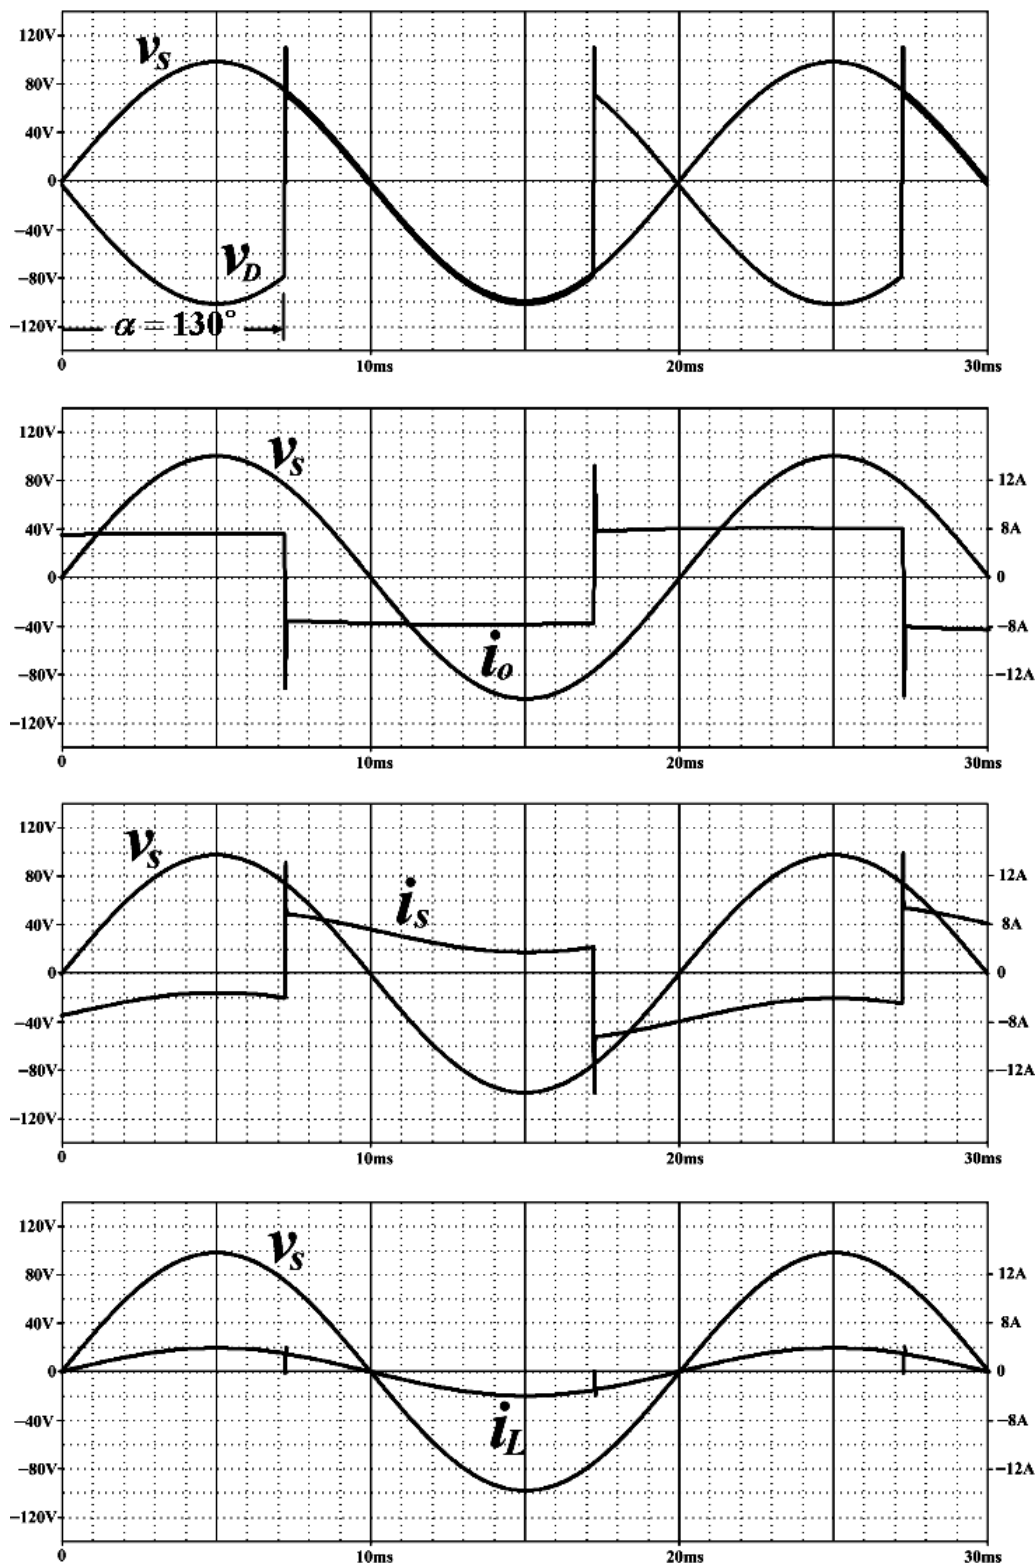 120V
v_S
80V
40V
0
−40V
v_D
−80V
α = 130°
−120V
0 10ms 20ms 30ms
120V
v_s
80V 12A
40V 8A
0 0
−40V −8A
i_o
−80V −12A
−120V
0 10ms 20ms 30ms
120V
v_s
80V 12A
i_s
40V 8A
0 0
−40V −8A
−80V −12A
−120V
0 10ms 20ms 30ms
120V
v_s
80V 12A
40V 8A
0 0
−40V −8A
i_L
−80V −12A
−120V
0 10ms 20ms 30ms